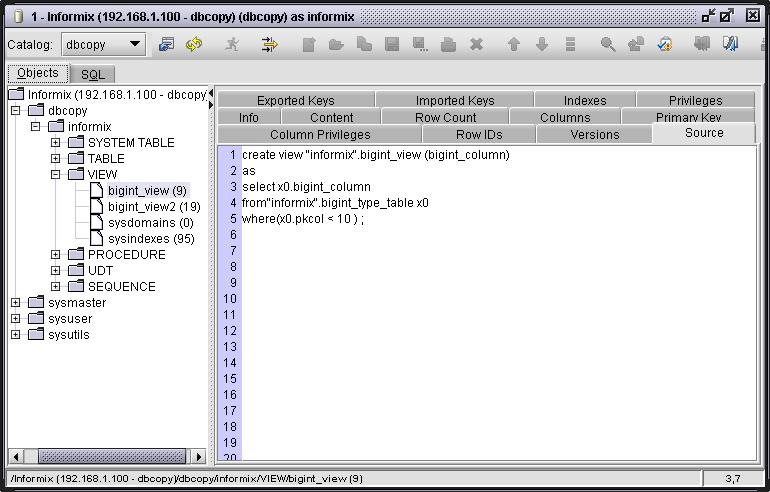 1 - Informix (192.168.1.100 - dbcopy) (dbcopy) as informix
Catalog: dbcopy
Objects SQL
Informix (192.168.1.100 - dbcopy)
dbcopy
informix
SYSTEM TABLE
TABLE
VIEW
bigint_view (9)
bigint_view2 (19)
sysdomains (0)
sysindexes (95)
PROCEDURE
UDT
SEQUENCE
sysmaster
sysuser
sysutils
Exported Keys Imported Keys Indexes Privileges
Info Content Row Count Columns Primary Key
Column Privileges Row IDs Versions Source
1 create view "informix".bigint_view (bigint_column)
2 as
3 select x0.bigint_column
4 from"informix".bigint_type_table x0
5 where(x0.pkcol < 10 ) ;
6
7
8
9
10
11
12
13
14
15
16
17
18
19
20
/Informix (192.168.1.100 - dbcopy)/dbcopy/informix/VIEW/bigint_view (9) 3,7